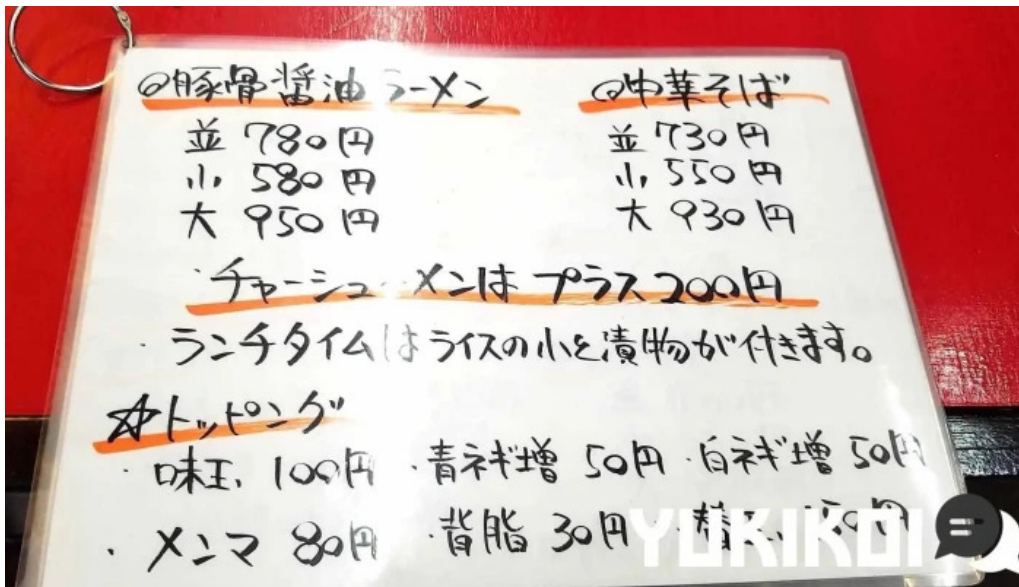 ◎豚骨醤油ラーメン ◎中華そば
並 780円 並 730円
小 580円 小 550円
大 950円 大 930円
・チャーシューメンは プラス200円
・ランチタイムはライスの小と漬物が付きます。
☆トッピング
・味玉 100円 ・青ネギ増 50円 ・白ネギ増 50円
・メンマ 80円 ・背脂 30円 ・替玉
YUKIKOI